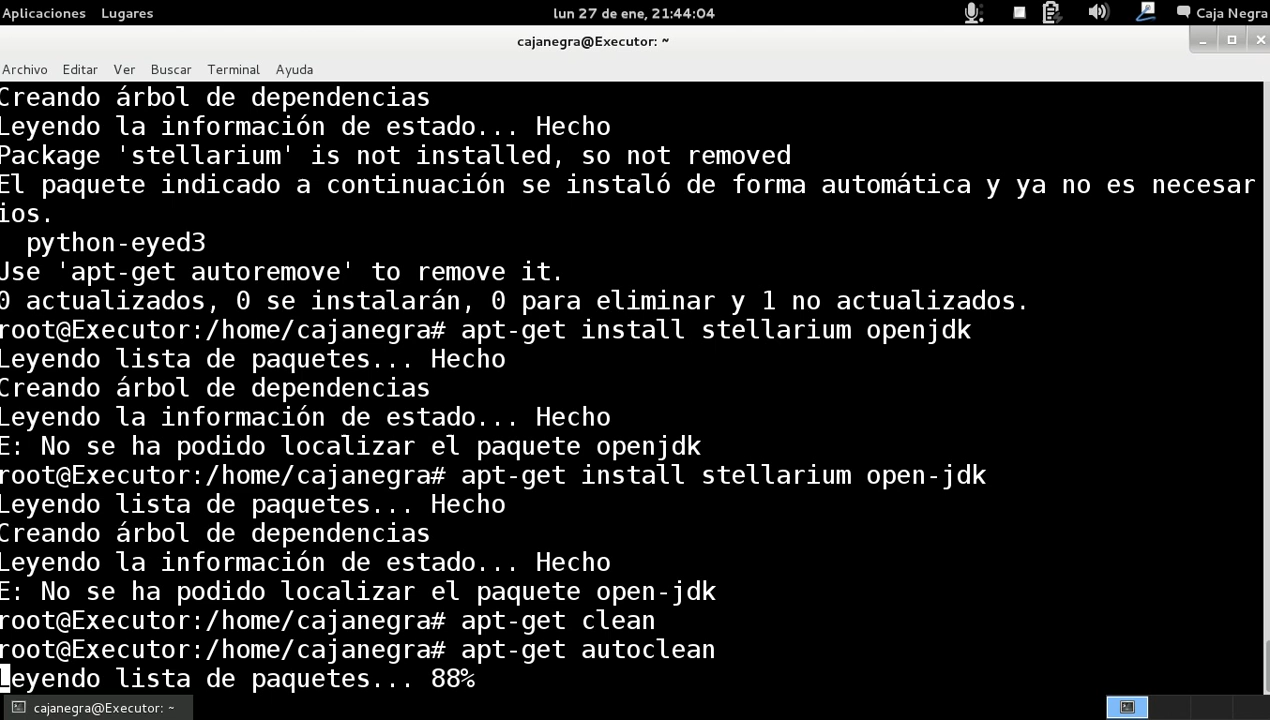 Aplicaciones Lugares lun 27 de ene, 21:44:04 Caja Negra
cajanegra@Executor: ~
Archivo Editar Ver Buscar Terminal Ayuda
Creando árbol de dependencias
Leyendo la información de estado... Hecho
Package 'stellarium' is not installed, so not removed
El paquete indicado a continuación se instaló de forma automática y ya no es necesar
ios.
python-eyed3
Use 'apt-get autoremove' to remove it.
0 actualizados, 0 se instalarán, 0 para eliminar y 1 no actualizados.
root@Executor:/home/cajanegra# apt-get install stellarium openjdk
Leyendo lista de paquetes... Hecho
Creando árbol de dependencias
Leyendo la información de estado... Hecho
E: No se ha podido localizar el paquete openjdk
root@Executor:/home/cajanegra# apt-get install stellarium open-jdk
Leyendo lista de paquetes... Hecho
Creando árbol de dependencias
Leyendo la información de estado... Hecho
E: No se ha podido localizar el paquete open-jdk
root@Executor:/home/cajanegra# apt-get clean
root@Executor:/home/cajanegra# apt-get autoclean
Leyendo lista de paquetes... 88%
cajanegra@Executor: ~